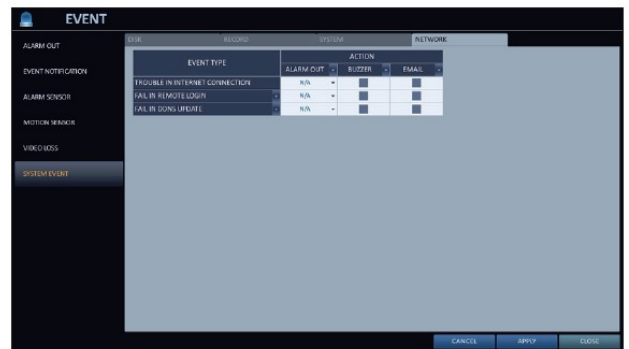 EVENT
ALARM OUT
EVENT NOTIFICATION
ALARM SENSOR
MOTION SENSOR
VIDEO LOSS
SYSTEM EVENT
DISK RECORD SYSTEM NETWORK
EVENT TYPE ACTION
ALARM OUT BUZZER EMAIL
TROUBLE IN INTERNET CONNECTION N/A
FAIL IN REMOTE LOGIN N/A
FAIL IN DDNS UPDATE N/A
CANCEL APPLY CLOSE